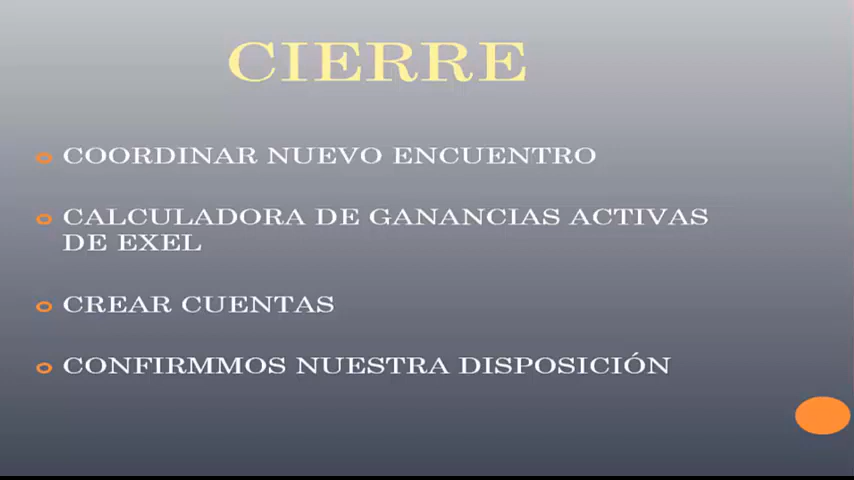 CIERRE
COORDINAR NUEVO ENCUENTRO
CALCULADORA DE GANANCIAS ACTIVAS
DE EXEL
CREAR CUENTAS
CONFIRMMOS NUESTRA DISPOSICIÓN